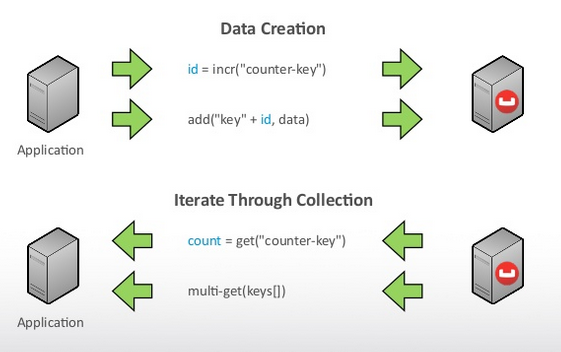 Data Creation
id = incr("counter-key")
add("key" + id, data)
Application
Iterate Through Collection
count = get("counter-key")
multi-get(keys[])
Application